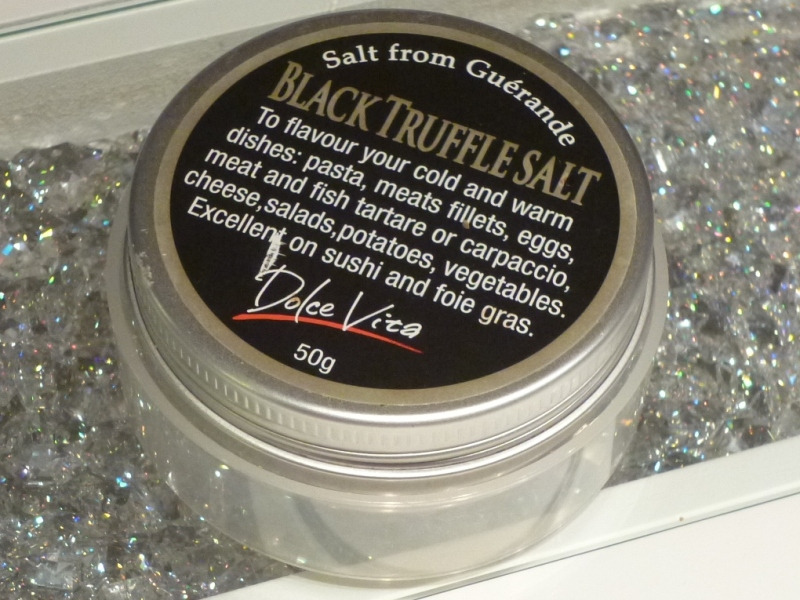 Salt from Guérande
BLACK TRUFFLE SALT
To flavour your cold and warm
dishes: pasta, meats fillets, eggs,
meat and fish tartare or carpaccio,
cheese,salads,potatoes, vegetables.
Excellent on sushi and foie gras.
Dolce Vita
50g